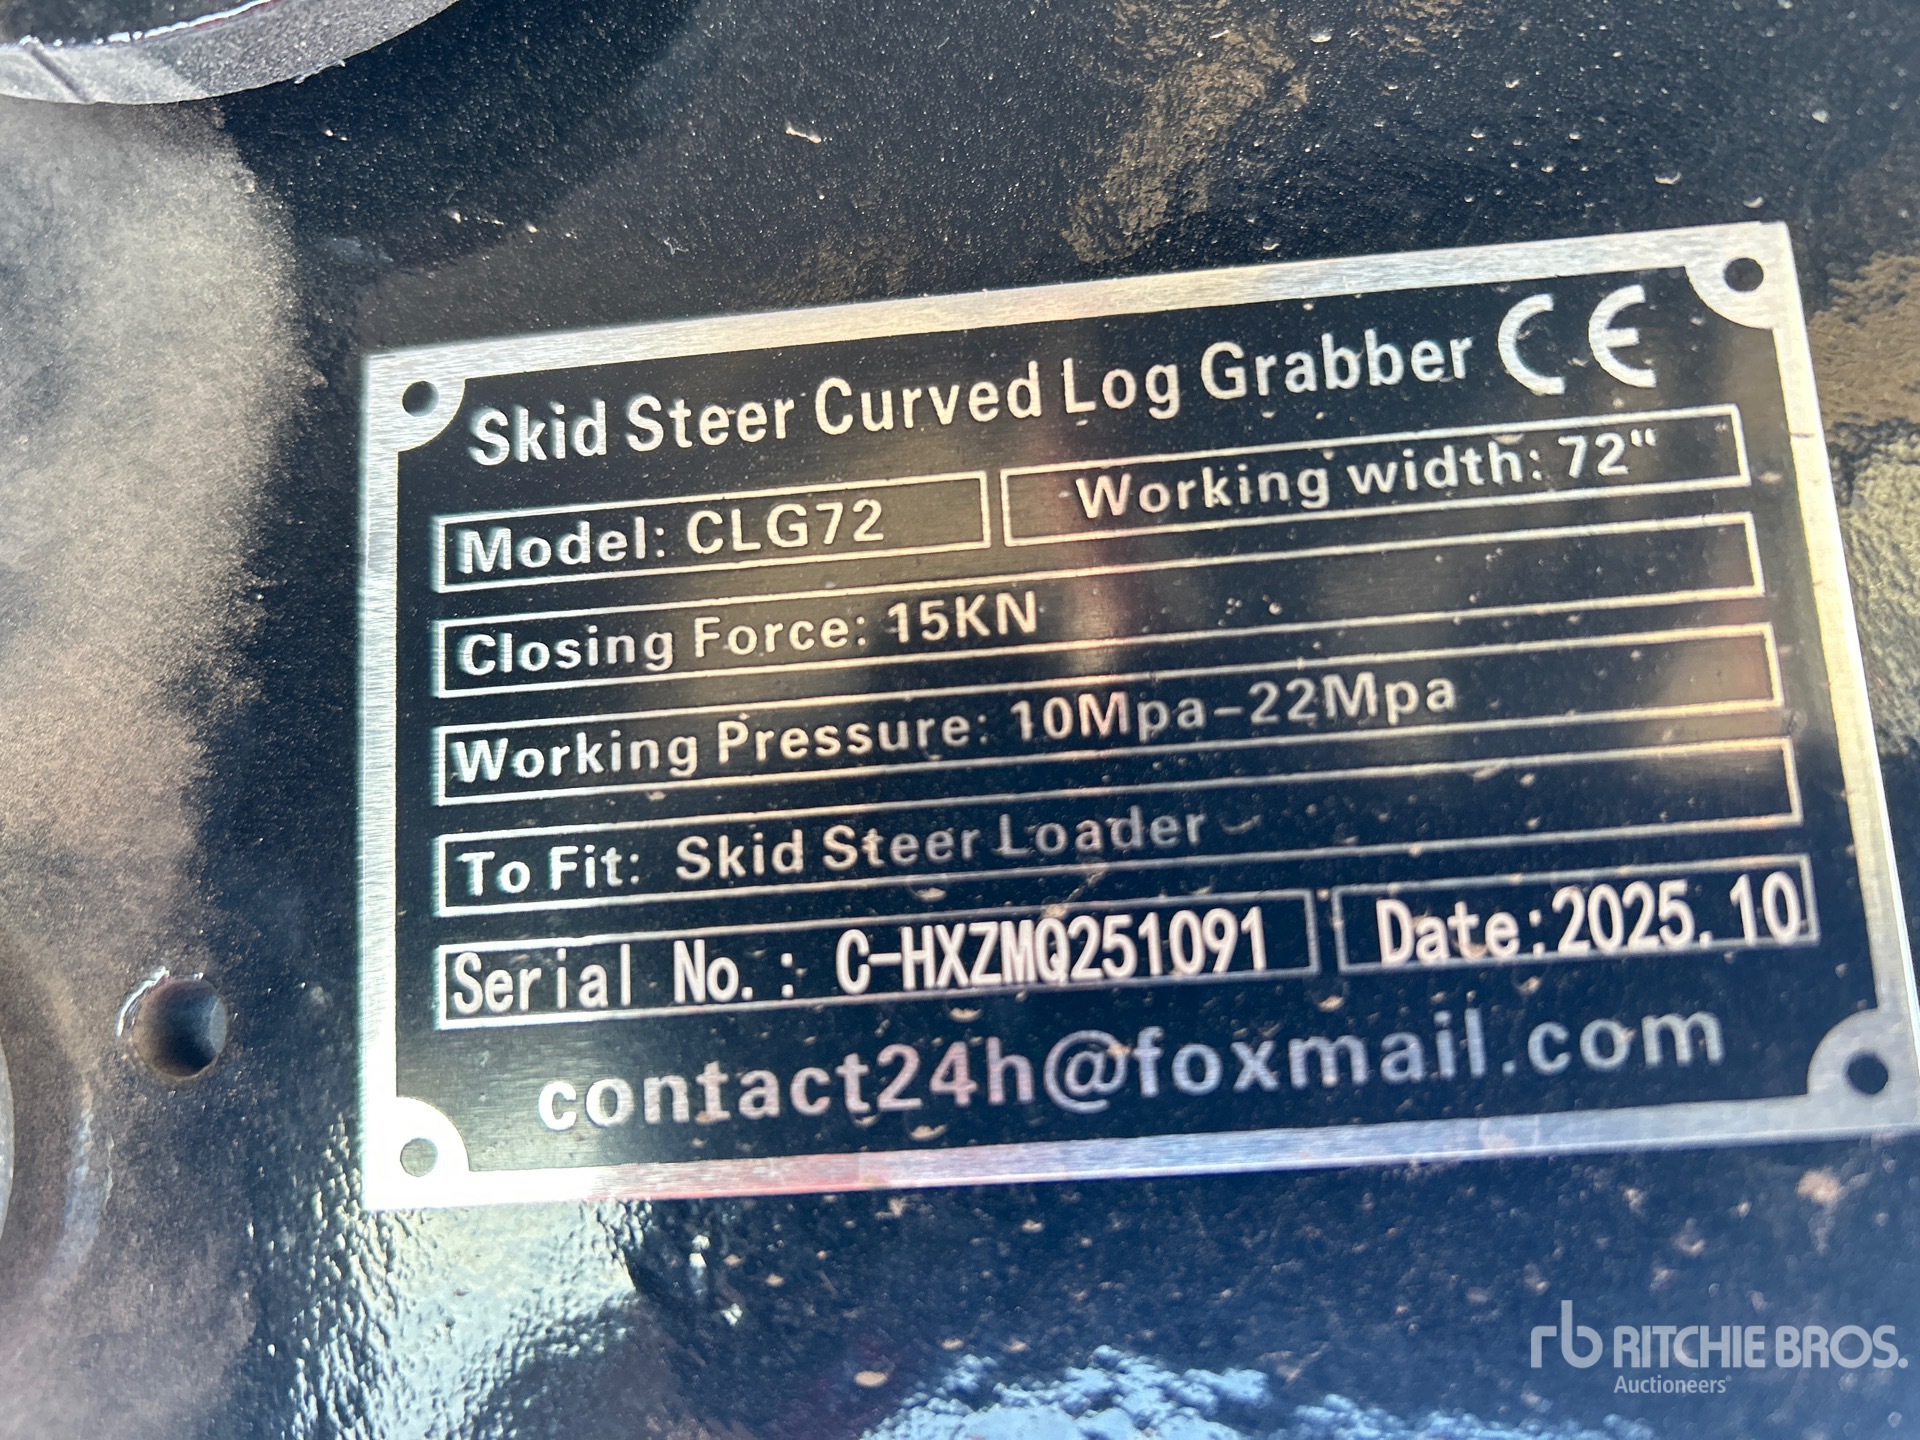 Skid Steer Curved Log Grabber CE
Model: CLG72 Working width: 72"
Closing Force: 15KN
Working Pressure: 10Mpa-22Mpa
To Fit: Skid Steer Loader
Serial No.: C-HXZMQ251091 Date:2025.10
contact24h@foxmail.com
rb RITCHIE BROS.
Auctioneers